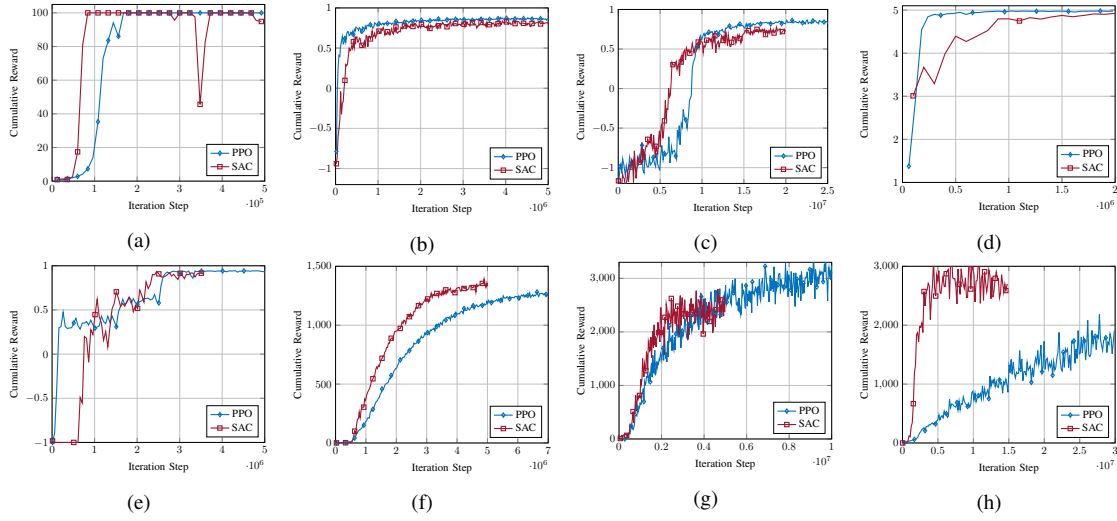 100
80
60
40
20
0
Cumulative Reward
PPO
SAC
0 1 2 3 4 5
Iteration Step
·10^5
(a)
1
0.5
0
−0.5
−1
Cumulative Reward
PPO
SAC
0 1 2 3 4 5
Iteration Step
·10^6
(b)
1
0.5
0
−0.5
−1
Cumulative Reward
PPO
SAC
0 0.5 1 1.5 2 2.5
Iteration Step
·10^7
(c)
5
4
3
2
1
Cumulative Reward
PPO
SAC
0 0.5 1 1.5 2
Iteration Step
·10^6
(d)
1
0.5
0
−1
Cumulative Reward
PPO
SAC
0 1 2 3 4 5
Iteration Step
·10^6
(e)
1,500
1,000
500
0
Cumulative Reward
PPO
SAC
0 1 2 3 4 5 6 7
Iteration Step
·10^6
(f)
3,000
2,000
1,000
0
Cumulative Reward
PPO
SAC
0.2 0.4 0.6 0.8 1
Iteration Step
·10^7
(g)
3,000
2,000
1,000
0
Cumulative Reward
PPO
SAC
0 0.5 1 1.5 2 2.5 3
Iteration Step
·10^7
(h)